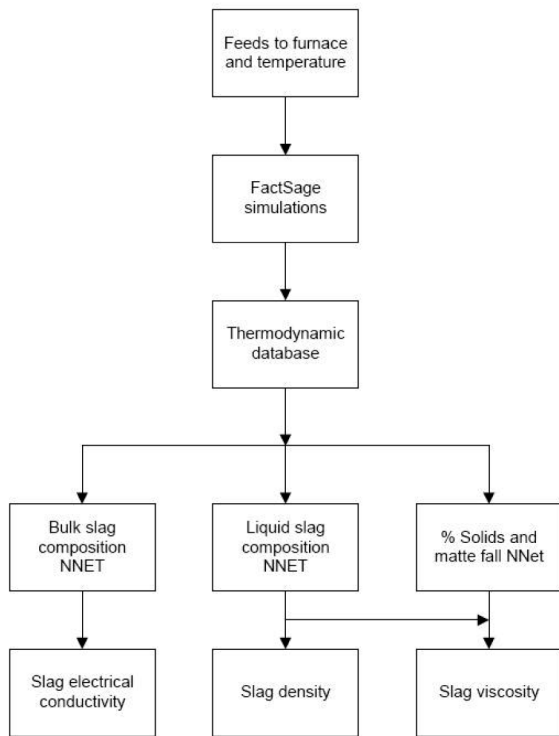 Feeds to furnace
and temperature
FactSage
simulations
Thermodynamic
database
Bulk slag
composition
NNET
Liquid slag
composition
NNET
% Solids and
matte fall NNet
Slag electrical
conductivity
Slag density
Slag viscosity